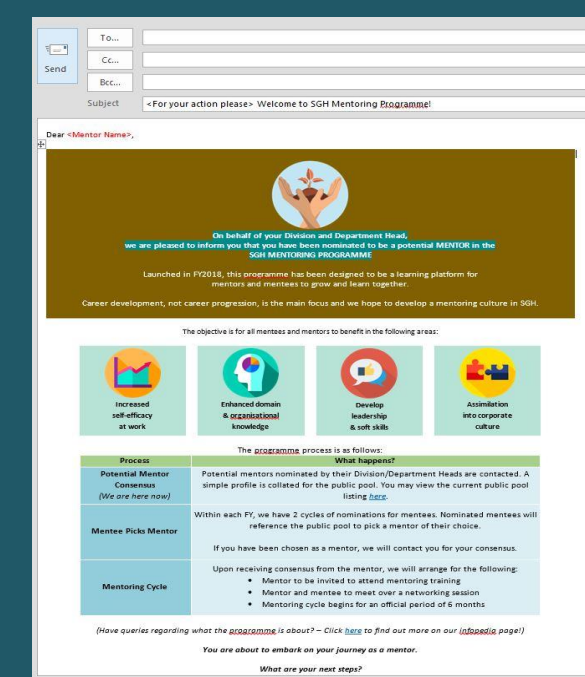 To...
Cc...
Send
Bcc...
Subject
<For your action please> Welcome to SGH Mentoring Programme!
Dear <Mentor Name>,
On behalf of your Division and Department Head,
we are pleased to inform you that you have been nominated to be a potential MENTOR in the
SGH MENTORING PROGRAMME
Launched in FY2018, this programme has been designed to be a learning platform for
mentors and mentees to grow and learn together.
Career development, not career progression, is the main focus and we hope to develop a mentoring culture in SGH.
The objective is for all mentees and mentors to benefit in the following areas:
Increased
self-efficacy
at work
Enhanced domain
& organisational
knowledge
Develop
leadership
& soft skills
Assimilation
into corporate
culture
The programme process is as follows:
Process
What happens?
Potential Mentor
Consensus
(We are here now)
Potential mentors nominated by their Division/Department Heads are contacted. A
simple profile is collated for the public pool. You may view the current public pool
listing here.
Mentee Picks Mentor
Within each FY, we have 2 cycles of nominations for mentees. Nominated mentees will
reference the public pool to pick a mentor of their choice.
If you have been chosen as a mentor, we will contact you for your consensus.
Mentoring Cycle
Upon receiving consensus from the mentor, we will arrange for the following:
• Mentor to be invited to attend mentoring training
• Mentor and mentee to meet over a networking session
• Mentoring cycle begins for an official period of 6 months
(Have queries regarding what the programme is about? – Click here to find out more on our infopedia page!)
You are about to embark on your journey as a mentor.
What are your next steps?